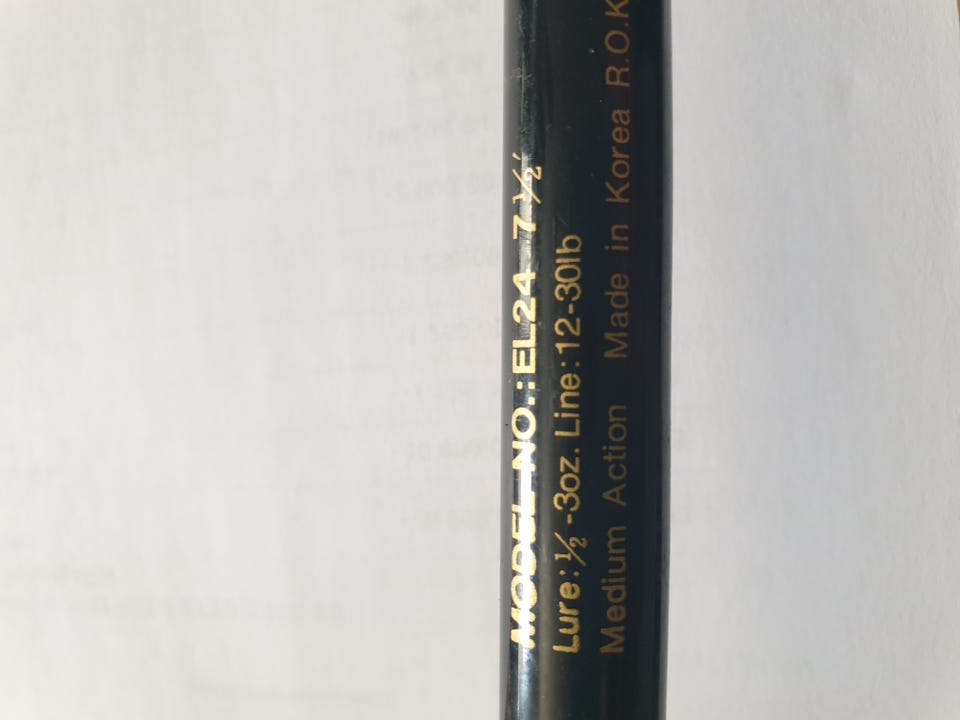 MODEL NO.: EL24 7 ½'
Lure: ½-3oz. Line: 12-30lb
Medium Action Made in Korea R.O.K